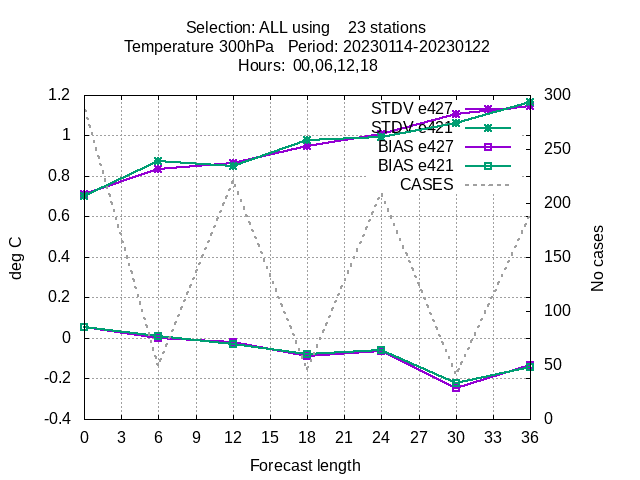 Selection: ALL using    23 stations
Temperature 300hPa   Period: 20230114-20230122
Hours:  00,06,12,18
STDV e427
STDV e421
BIAS e427
BIAS e421
CASES
1.2
1
0.8
0.6
0.4
0.2
0
-0.2
-0.4
deg C
300
250
200
150
100
50
0
No cases
0 3 6 9 12 15 18 21 24 27 30 33 36
Forecast length